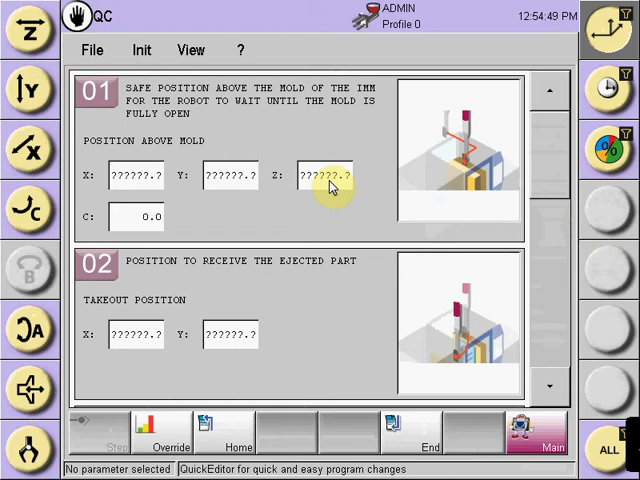 QC
ADMIN
Profile 0
12:54:49 PM
File Init View ?
01 SAFE POSITION ABOVE THE MOLD OF THE IMM
FOR THE ROBOT TO WAIT UNTIL THE MOLD IS
FULLY OPEN
POSITION ABOVE MOLD
X: ??????.? Y: ??????.? Z: ??????.?
C: 0.0
02 POSITION TO RECEIVE THE EJECTED PART
TAKEOUT POSITION
X: ??????.? Y: ??????.?
Z
Y
X
C
B
A
%
ALL
Step Override Home End Main
No parameter selected QuickEditor for quick and easy program changes